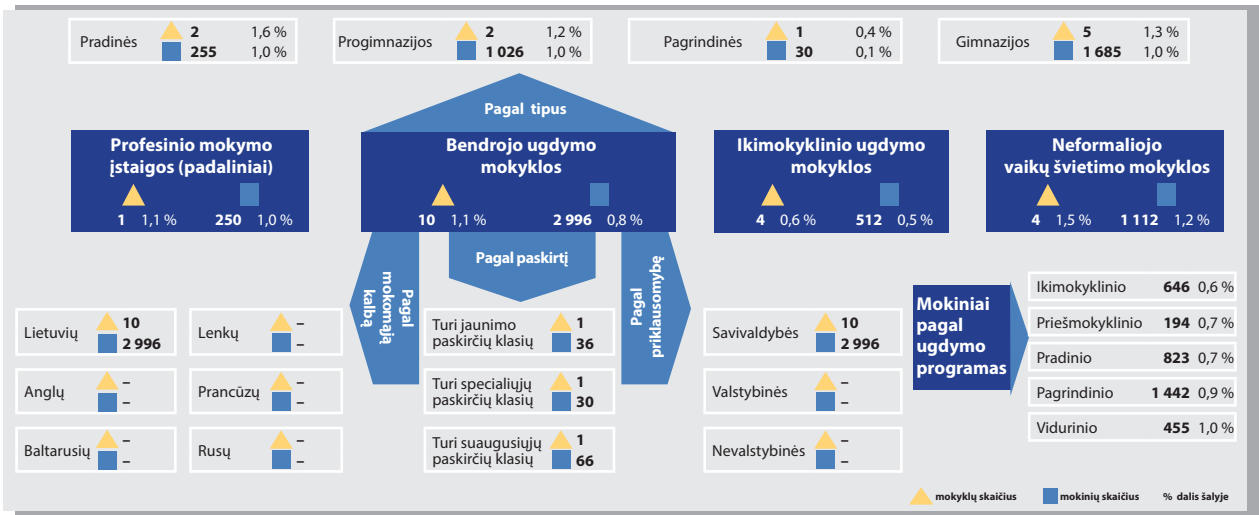 Pradinės 2 1,6 %
255 1,0 %
Progimnazijos 2 1,2 %
1 026 1,0 %
Pagrindinės 1 0,4 %
30 0,1 %
Gimnazijos 5 1,3 %
1 685 1,0 %
Pagal tipus
Profesinio mokymo
įstaigos (padaliniai)
1 1,1 % 250 1,0 %
Bendrojo ugdymo
mokyklos
10 1,1 % 2 996 0,8 %
Ikimokyklinio ugdymo
mokyklos
4 0,6 % 512 0,5 %
Neformaliojo
vaikų švietimo mokyklos
4 1,5 % 1 112 1,2 %
Pagal
mokomąją
kalbą
Pagal paskirtį
Pagal
priklausomybę
Lietuvių 10
2 996
Lenkų –
–
Anglų –
–
Prancūzų –
–
Baltarusių –
–
Rusų –
–
Turi jaunimo
paskirčių klasių
1
36
Turi specialiųjų
paskirčių klasių
1
30
Turi suaugusiųjų
paskirčių klasių
1
66
Savivaldybės 10
2 996
Valstybinės –
–
Nevalstybinės –
–
Mokiniai
pagal
ugdymo
programas
Ikimokyklinio 646 0,6 %
Priešmokyklinio 194 0,7 %
Pradinio 823 0,7 %
Pagrindinio 1 442 0,9 %
Vidurinio 455 1,0 %
mokyklų skaičius mokinių skaičius % dalis šalyje